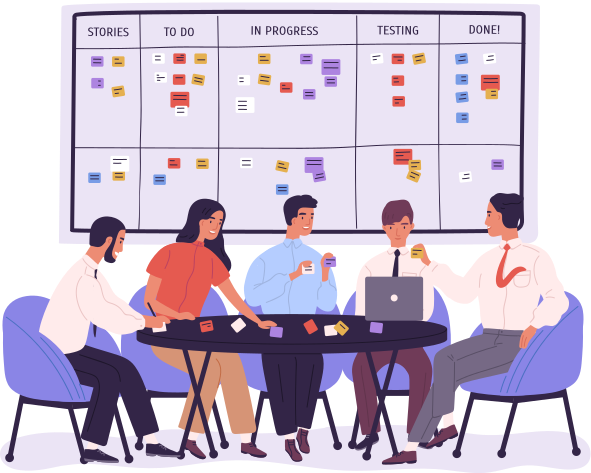 STORIES
TO DO
IN PROGRESS
TESTING
DONE!